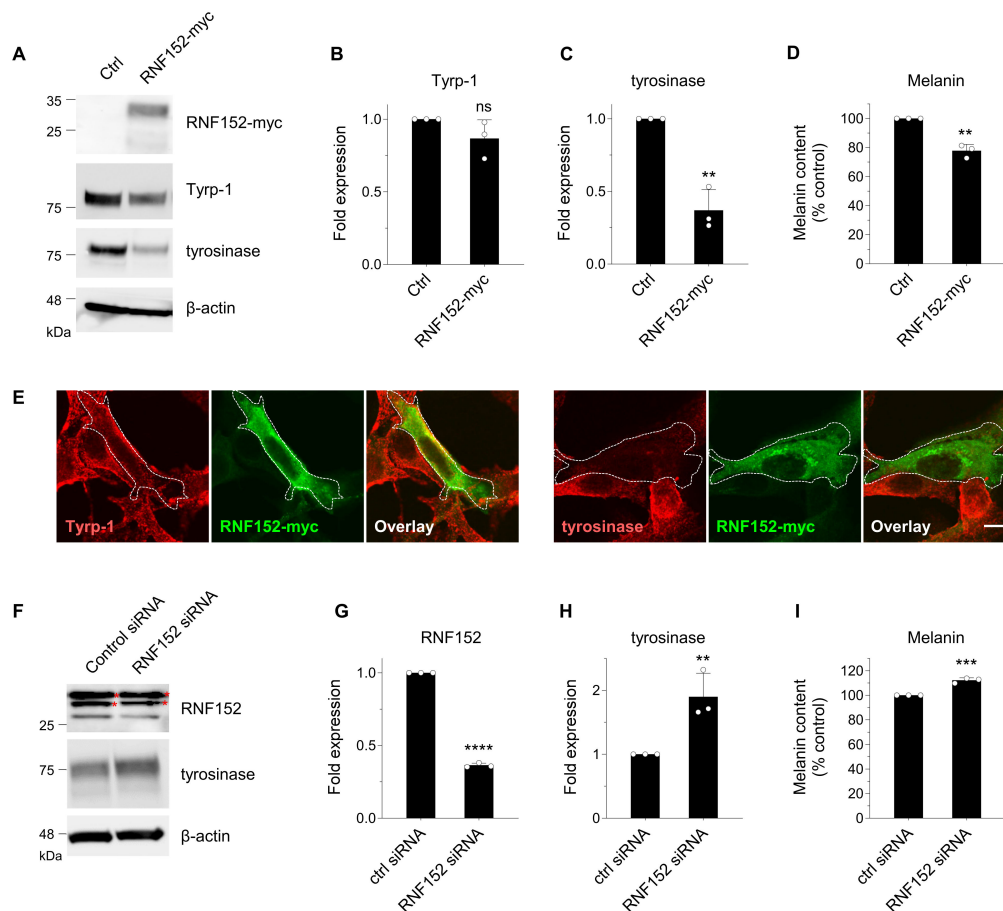 A
Ctrl
RNF152-myc
35
25
RNF152-myc
75
Tyrp-1
75
tyrosinase
48
kDa
β-actin
B
Tyrp-1
Fold expression
1.0
0.5
0.0
ns
Ctrl
RNF152-myc
C
tyrosinase
Fold expression
1.0
0.5
0.0
**
Ctrl
RNF152-myc
D
Melanin
Melanin content
(% control)
100
80
60
40
20
0
**
Ctrl
RNF152-myc
E
Tyrp-1
RNF152-myc
Overlay
tyrosinase
RNF152-myc
Overlay
F
Control siRNA
RNF152 siRNA
*
*
*
*
25
RNF152
75
tyrosinase
48
kDa
β-actin
G
RNF152
Fold expression
1.0
0.5
0.0
****
ctrl siRNA
RNF152 siRNA
H
tyrosinase
Fold expression
2
1
0
**
ctrl siRNA
RNF152 siRNA
I
Melanin
Melanin content
(% control)
120
100
80
60
40
20
0
***
ctrl siRNA
RNF152 siRNA